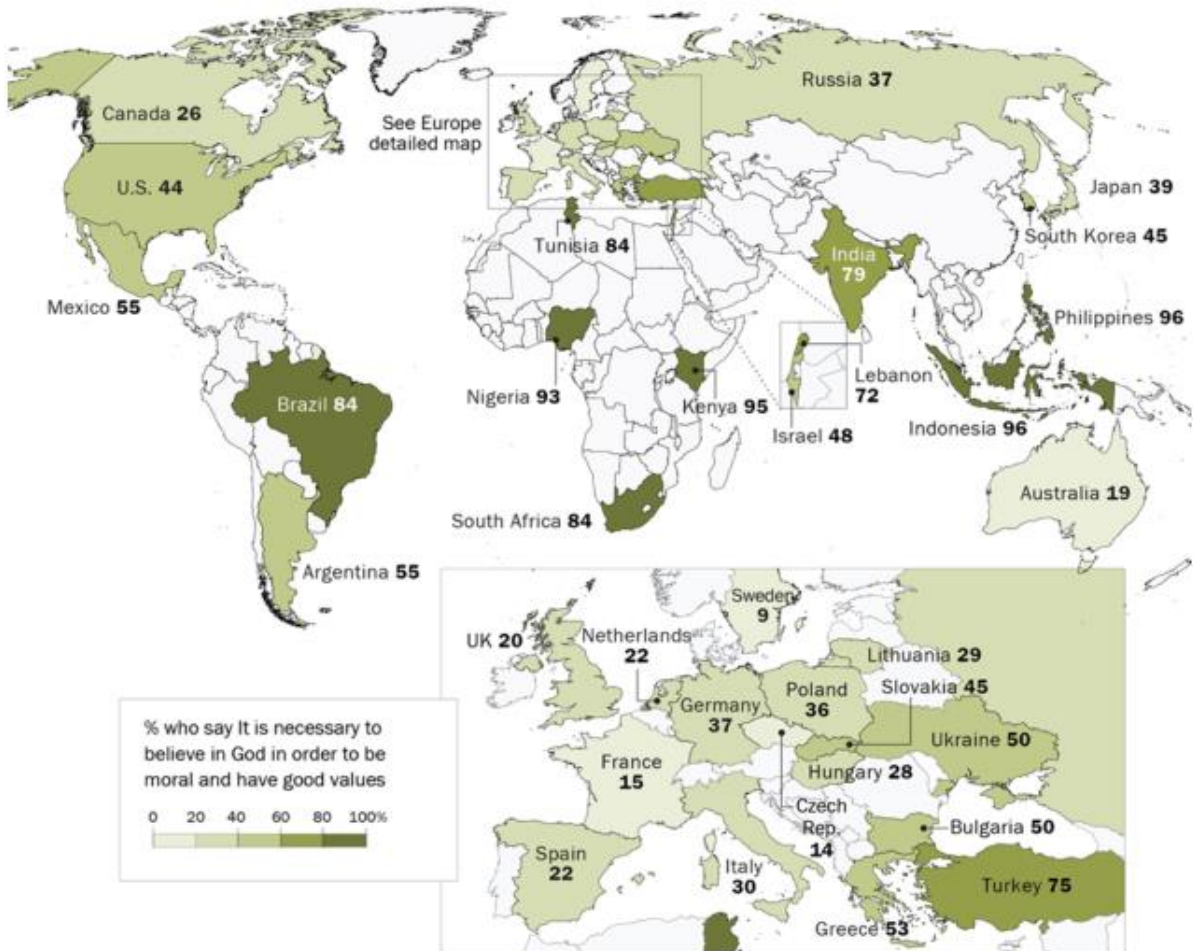 Russia 37
Canada 26
See Europe
detailed map
U.S. 44
Japan 39
South Korea 45
Tunisia 84
India
79
Mexico 55
Philippines 96
Lebanon
72
Nigeria 93
Kenya 95
Brazil 84
Israel 48
Indonesia 96
Australia 19
South Africa 84
Argentina 55
Sweden
9
UK 20
Netherlands
22
Lithuania 29
Slovakia 45
Poland
36
Germany
37
Ukraine 50
France
15
Hungary 28
Czech
Rep.
14
Bulgaria 50
Spain
22
Italy
30
Turkey 75
Greece 53
% who say It is necessary to
believe in God in order to be
moral and have good values
0 20 40 60 80 100%